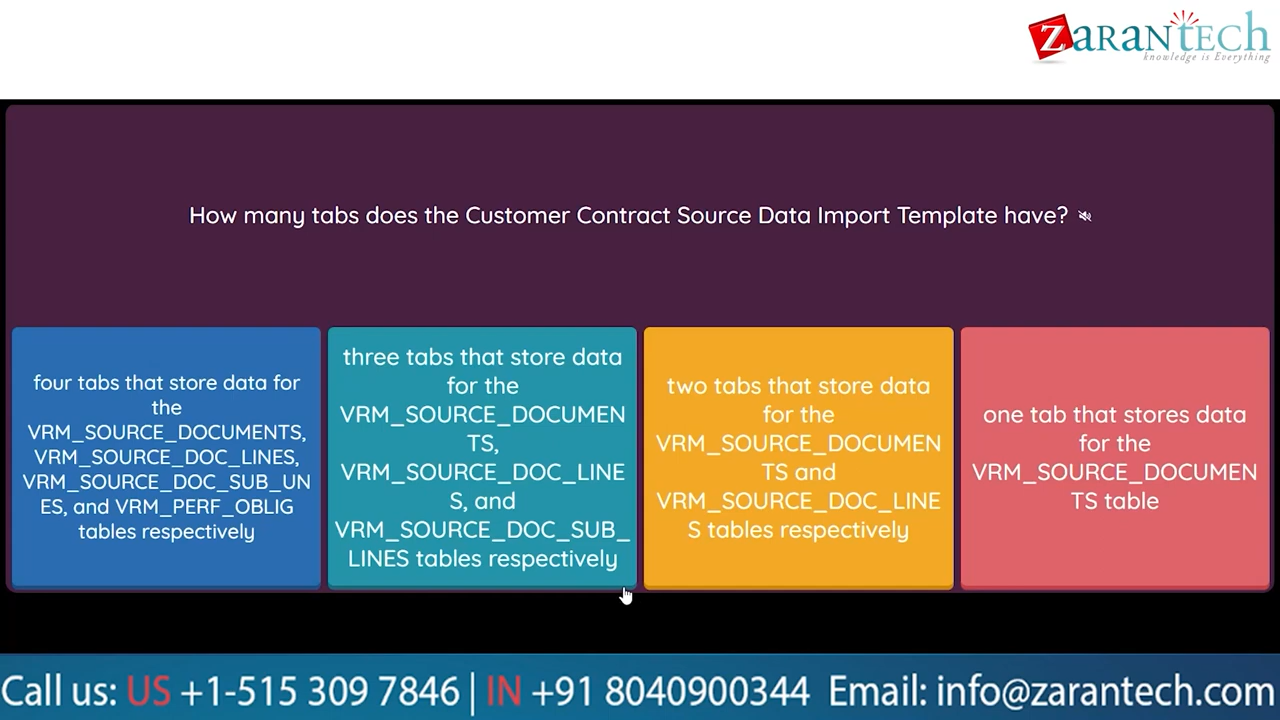 ZARANTECH
knowledge is Everything
How many tabs does the Customer Contract Source Data Import Template have?
four tabs that store data for
the
VRM_SOURCE_DOCUMENTS,
VRM_SOURCE_DOC_LINES,
VRM_SOURCE_DOC_SUB_UN
ES, and VRM_PERF_OBLIG
tables respectively
three tabs that store data
for the
VRM_SOURCE_DOCUMEN
TS,
VRM_SOURCE_DOC_LINE
S, and
VRM_SOURCE_DOC_SUB_
LINES tables respectively
two tabs that store data
for the
VRM_SOURCE_DOCUMEN
TS and
VRM_SOURCE_DOC_LINE
S tables respectively
one tab that stores data
for the
VRM_SOURCE_DOCUMEN
TS table
Call us: US +1-515 309 7846 | IN +91 8040900344 Email: info@zarantech.com